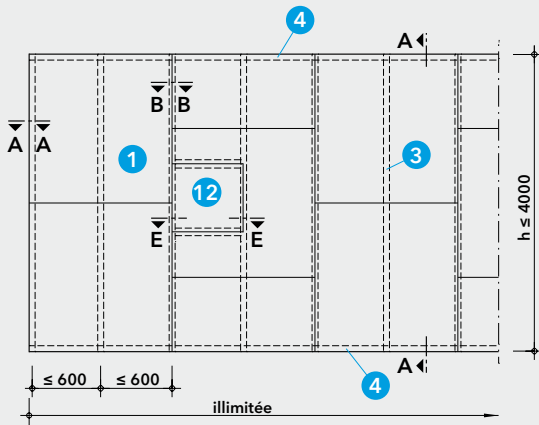 4
A
B B
A A
1
3
12
h ≤ 4000
E E
A
4
≤ 600 ≤ 600
illimitée